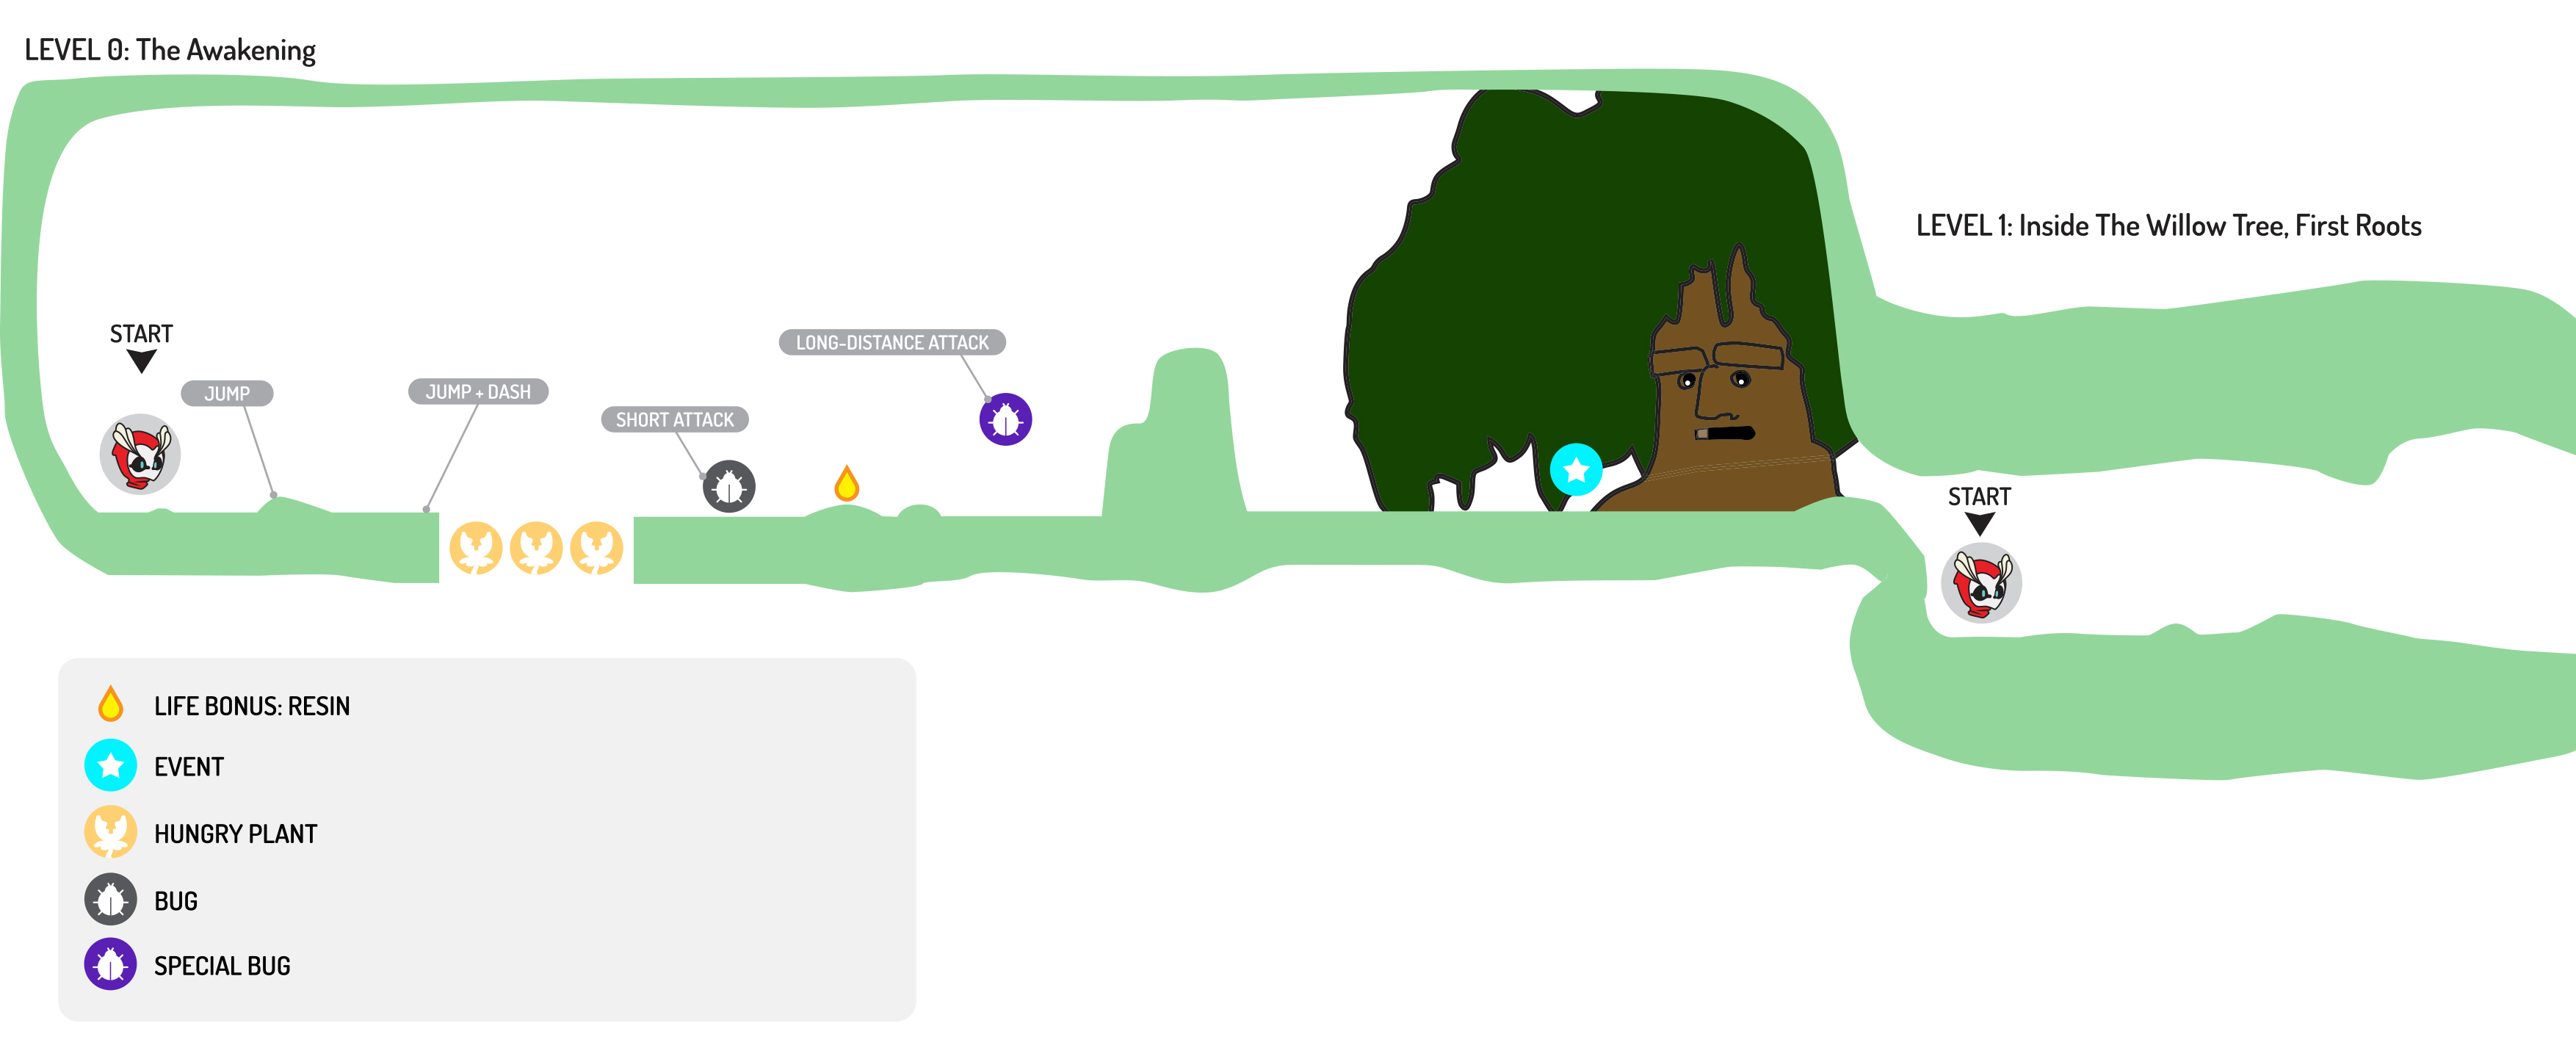 LEVEL 0: The Awakening
LEVEL 1: Inside The Willow Tree, First Roots
START
JUMP
JUMP + DASH
SHORT ATTACK
LONG-DISTANCE ATTACK
START
LIFE BONUS: RESIN
EVENT
HUNGRY PLANT
BUG
SPECIAL BUG